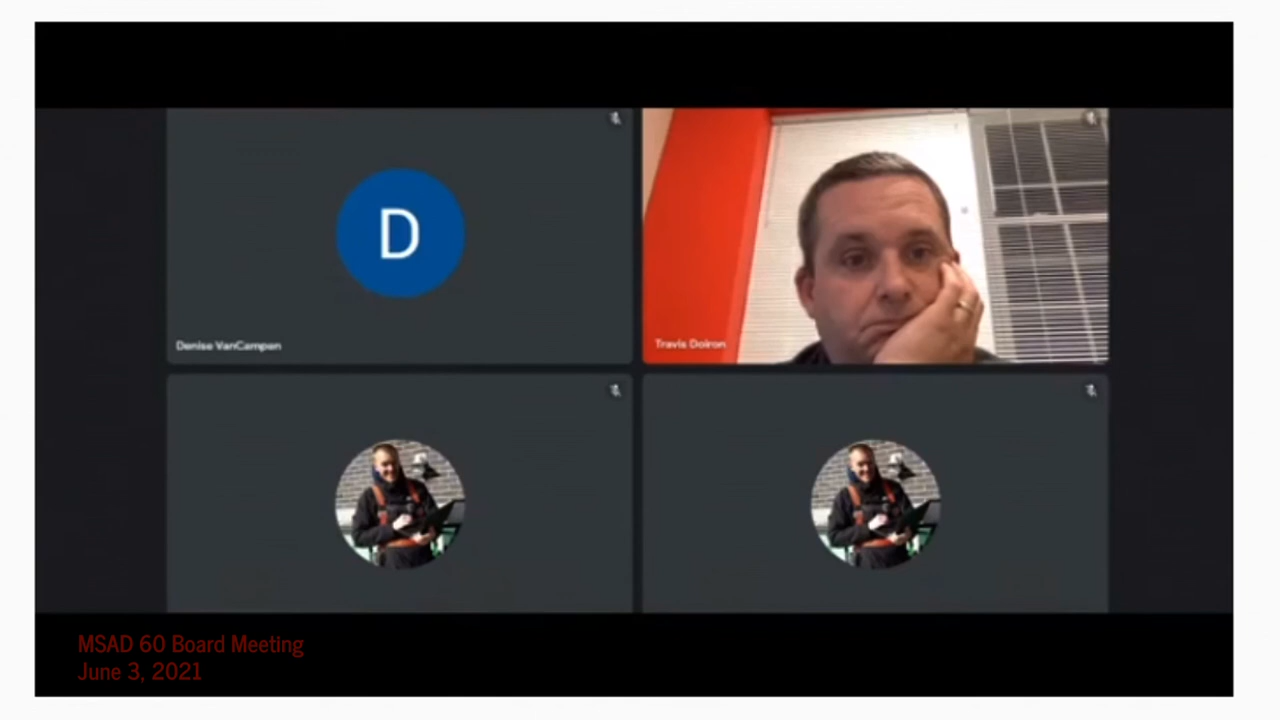 D
Denise VanCampen
Travis Doiron
MSAD 60 Board Meeting
June 3, 2021